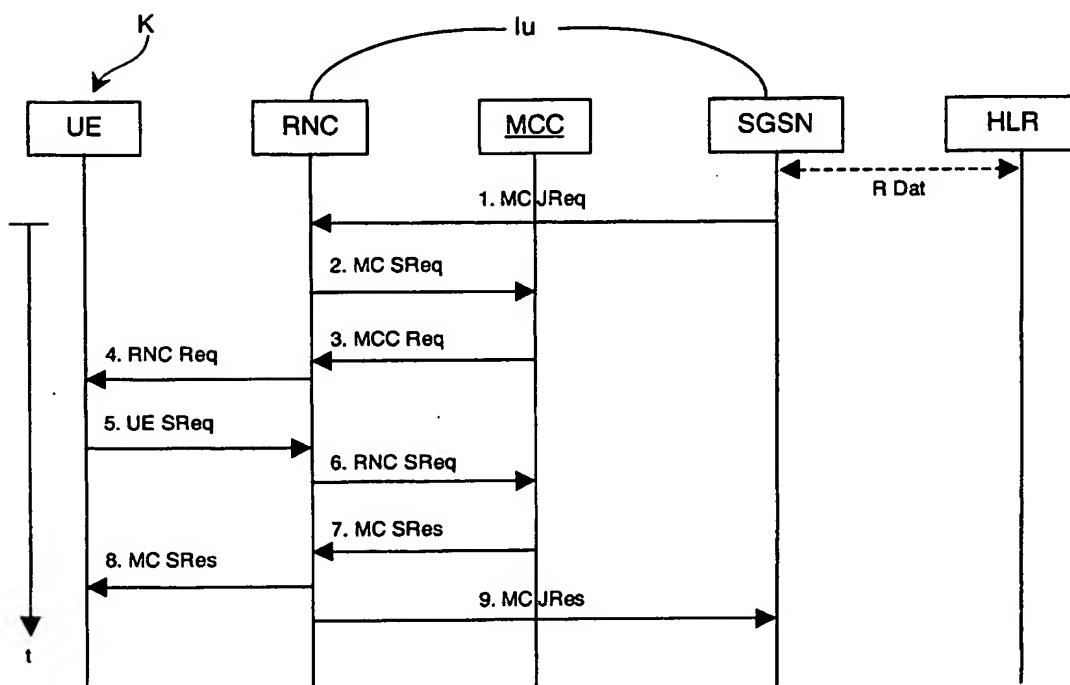 K
Iu
UE
RNC
MCC
SGSN
HLR
R Dat
1. MC JReq
2. MC SReq
3. MCC Req
4. RNC Req
5. UE SReq
6. RNC SReq
7. MC SRes
8. MC SRes
9. MC JRes
t